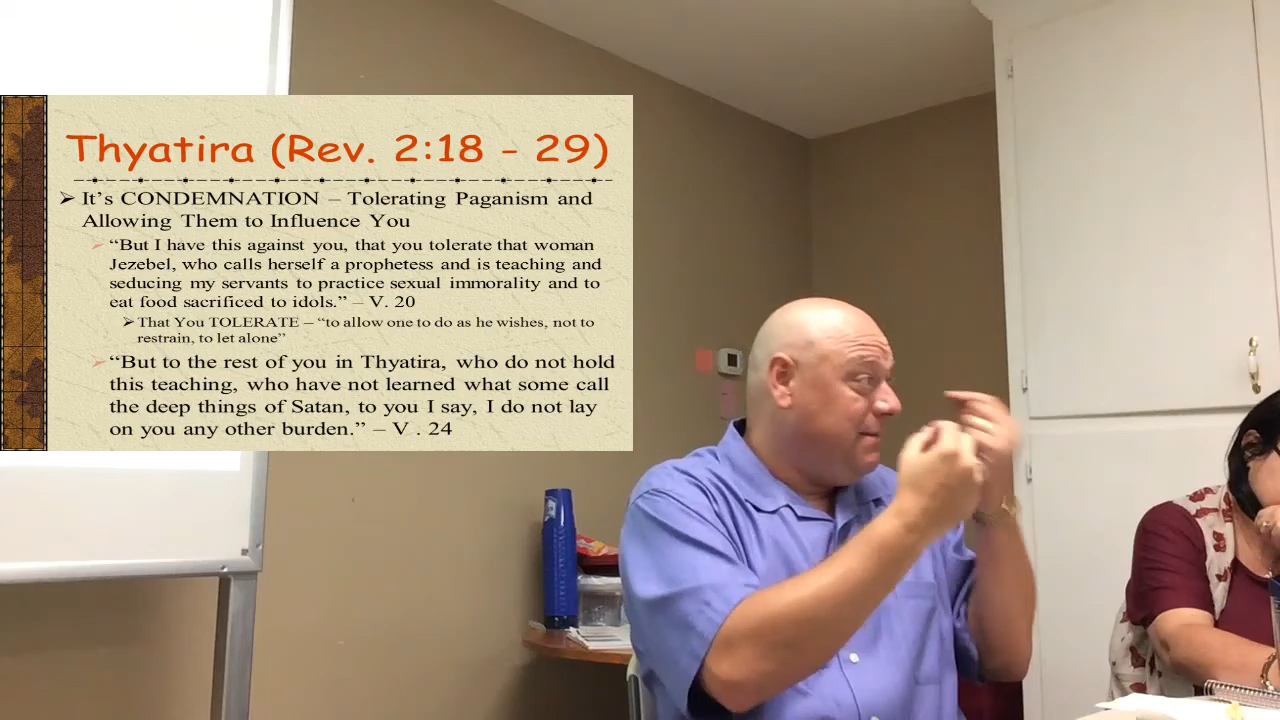 Thyatira (Rev. 2:18 - 29)
It's CONDEMNATION – Tolerating Paganism and
Allowing Them to Influence You
"But I have this against you, that you tolerate that woman
Jezebel, who calls herself a prophetess and is teaching and
seducing my servants to practice sexual immorality and to
eat food sacrificed to idols." – V. 20
That You TOLERATE – "to allow one to do as he wishes, not to
restrain, to let alone"
"But to the rest of you in Thyatira, who do not hold
this teaching, who have not learned what some call
the deep things of Satan, to you I say, I do not lay
on you any other burden." – V . 24